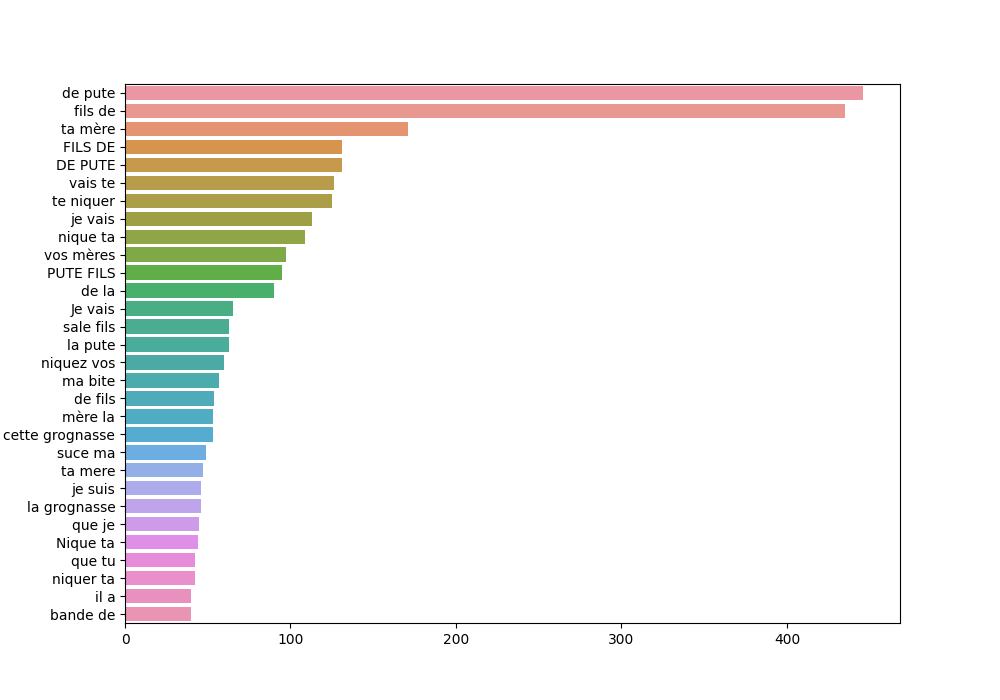 de pute
fils de
ta mère
FILS DE
DE PUTE
vais te
te niquer
je vais
nique ta
vos mères
PUTE FILS
de la
Je vais
sale fils
la pute
niquez vos
ma bite
de fils
mère la
cette grognasse
suce ma
ta mere
je suis
la grognasse
que je
Nique ta
que tu
niquer ta
il a
bande de
0 100 200 300 400